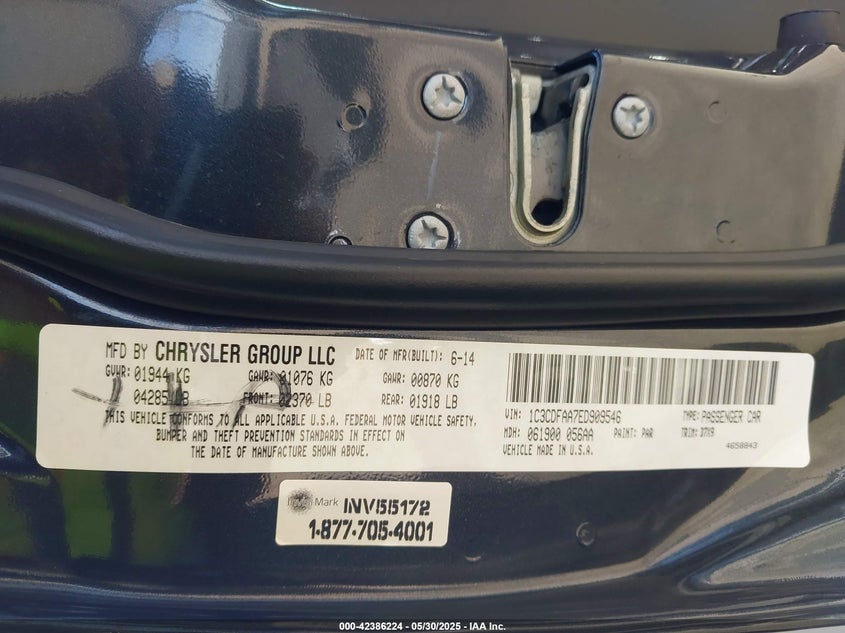 MFD BY CHRYSLER GROUP LLC DATE OF MFR(BUILT): 6-14
GVWR: 01944 KG GAWR: 01076 KG GAWR: 00870 KG
04285 LB FRONT: 02370 LB REAR: 01918 LB
THIS VEHICLE CONFORMS TO ALL APPLICABLE U.S.A. FEDERAL MOTOR VEHICLE SAFETY,
BUMPER AND THEFT PREVENTION STANDARDS IN EFFECT ON
THE DATE OF MANUFACTURE SHOWN ABOVE.
VIN: 1C3CDFAA7ED909546 TYPE: PASSENGER CAR
MDH: 061900 056AA PAINT: PAR TRIM: D7X9
VEHICLE MADE IN U.S.A. 4658843
Mark INV55172
1-877-705-4001
000-42386224 — 05/30/2025 - IAA Inc.